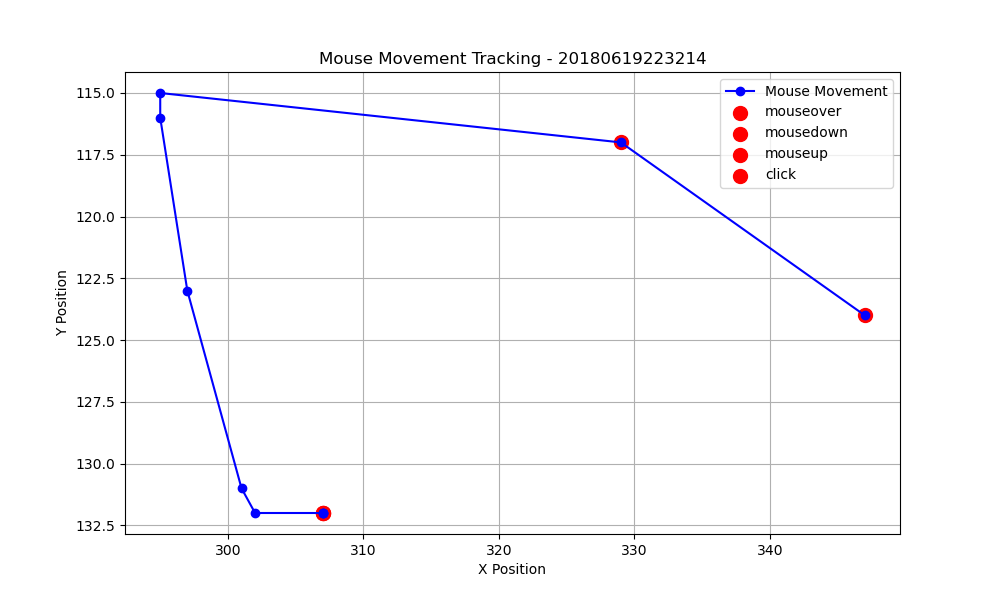 Mouse Movement Tracking - 20180619223214
Mouse Movement
mouseover
mousedown
mouseup
click
115.0
117.5
120.0
122.5
125.0
127.5
130.0
132.5
Y Position
300
310
320
330
340
X Position